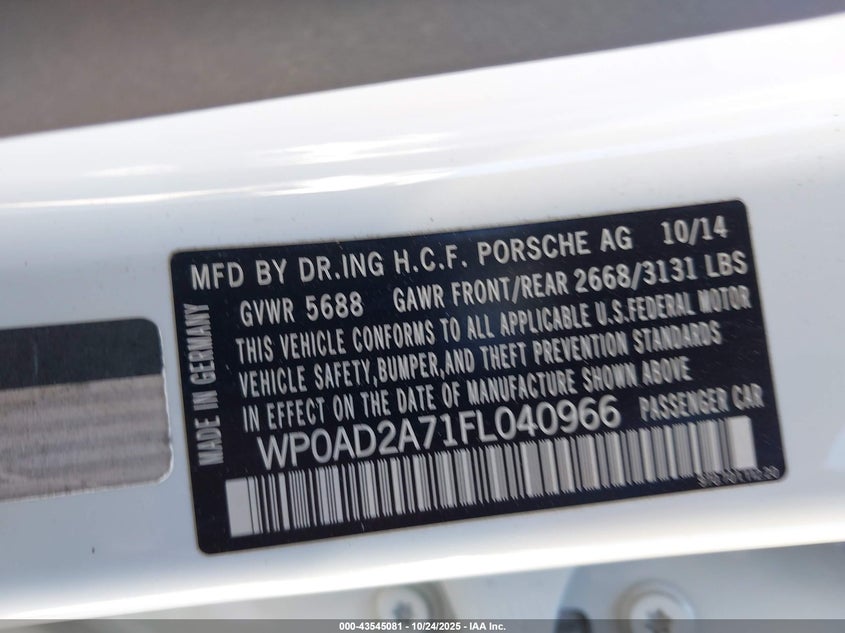 MFD BY DR.ING H.C.F. PORSCHE AG 10/14
GVWR 5688 GAWR FRONT/REAR 2668/3131 LBS
THIS VEHICLE CONFORMS TO ALL APPLICABLE U.S.FEDERAL MOTOR
VEHICLE SAFETY,BUMPER,AND THEFT PREVENTION STANDARDS
IN EFFECT ON THE DATE OF MANUFACTURE SHOWN ABOVE
WP0AD2A71FL040966 PASSENGER CAR
MADE IN GERMANY
000-43545081 - 10/24/2025 - IAA Inc.